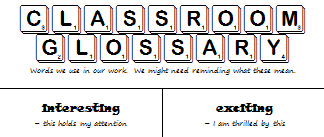 CLASSROOM
GLOSSARY
Words we use in our work. We might need reminding what these mean.
interesting
– this holds my attention
exciting
– I am thrilled by this